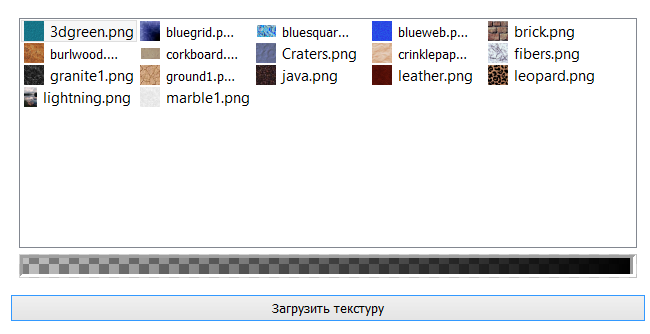 3dgreen.png bluegrid.p... bluesquar... blueweb.p... brick.png
burlwood.... corkboard.... Craters.png crinklepap... fibers.png
granite1.png ground1.p... java.png leather.png leopard.png
lightning.png marble1.png
Загрузить текстуру